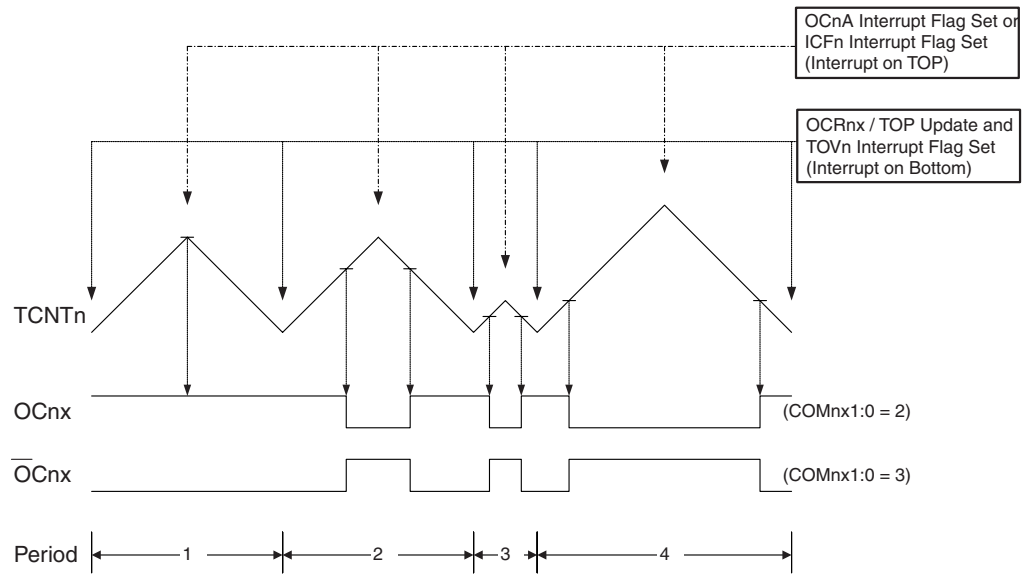 OCnA Interrupt Flag Set or
ICFn Interrupt Flag Set
(Interrupt on TOP)
OCRnx / TOP Update and
TOVn Interrupt Flag Set
(Interrupt on Bottom)
TCNTn
OCnx
(COMnx1:0 = 2)
OCnx
(COMnx1:0 = 3)
Period
1
2
3
4